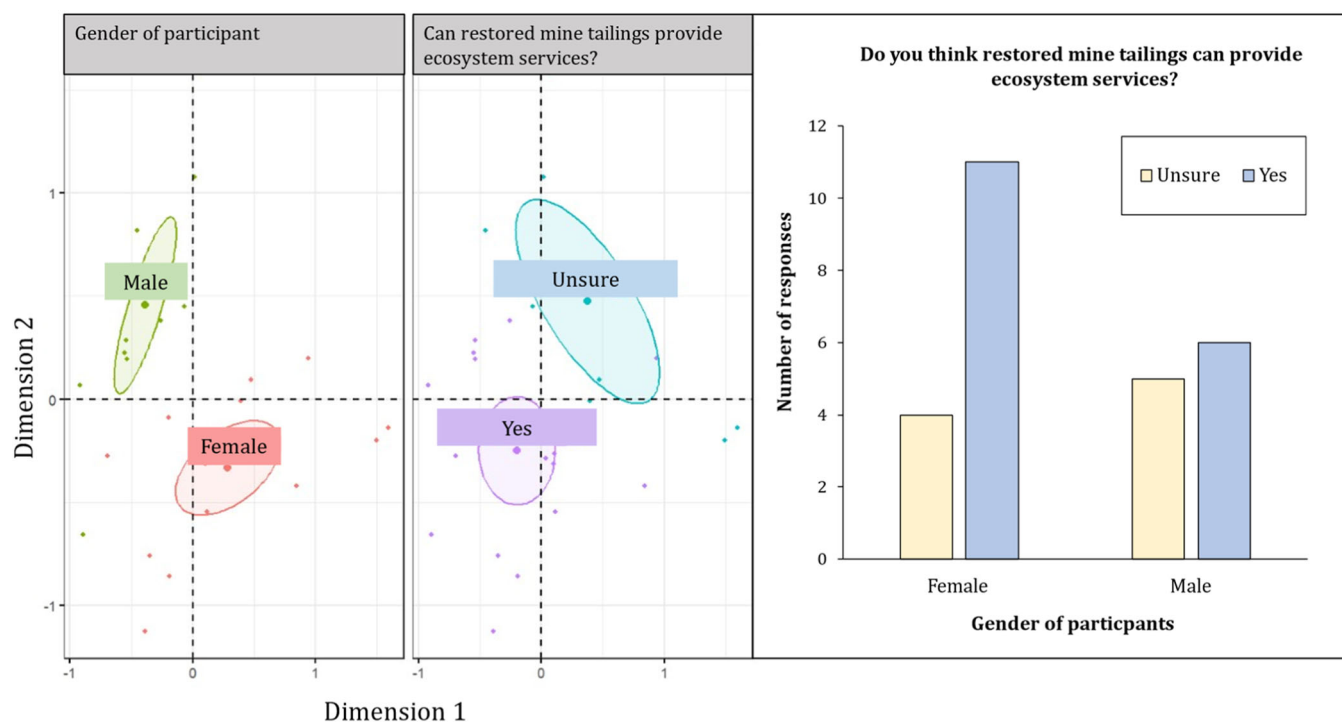 Gender of participant
Can restored mine tailings provide
ecosystem services?
Dimension 2
1
0
-1
Male
Female
-1
0
1
Unsure
Yes
-1
0
1
Dimension 1
Do you think restored mine tailings can provide
ecosystem services?
Number of responses
12
10
8
6
4
2
0
Unsure
Yes
Female
Male
Gender of particpants